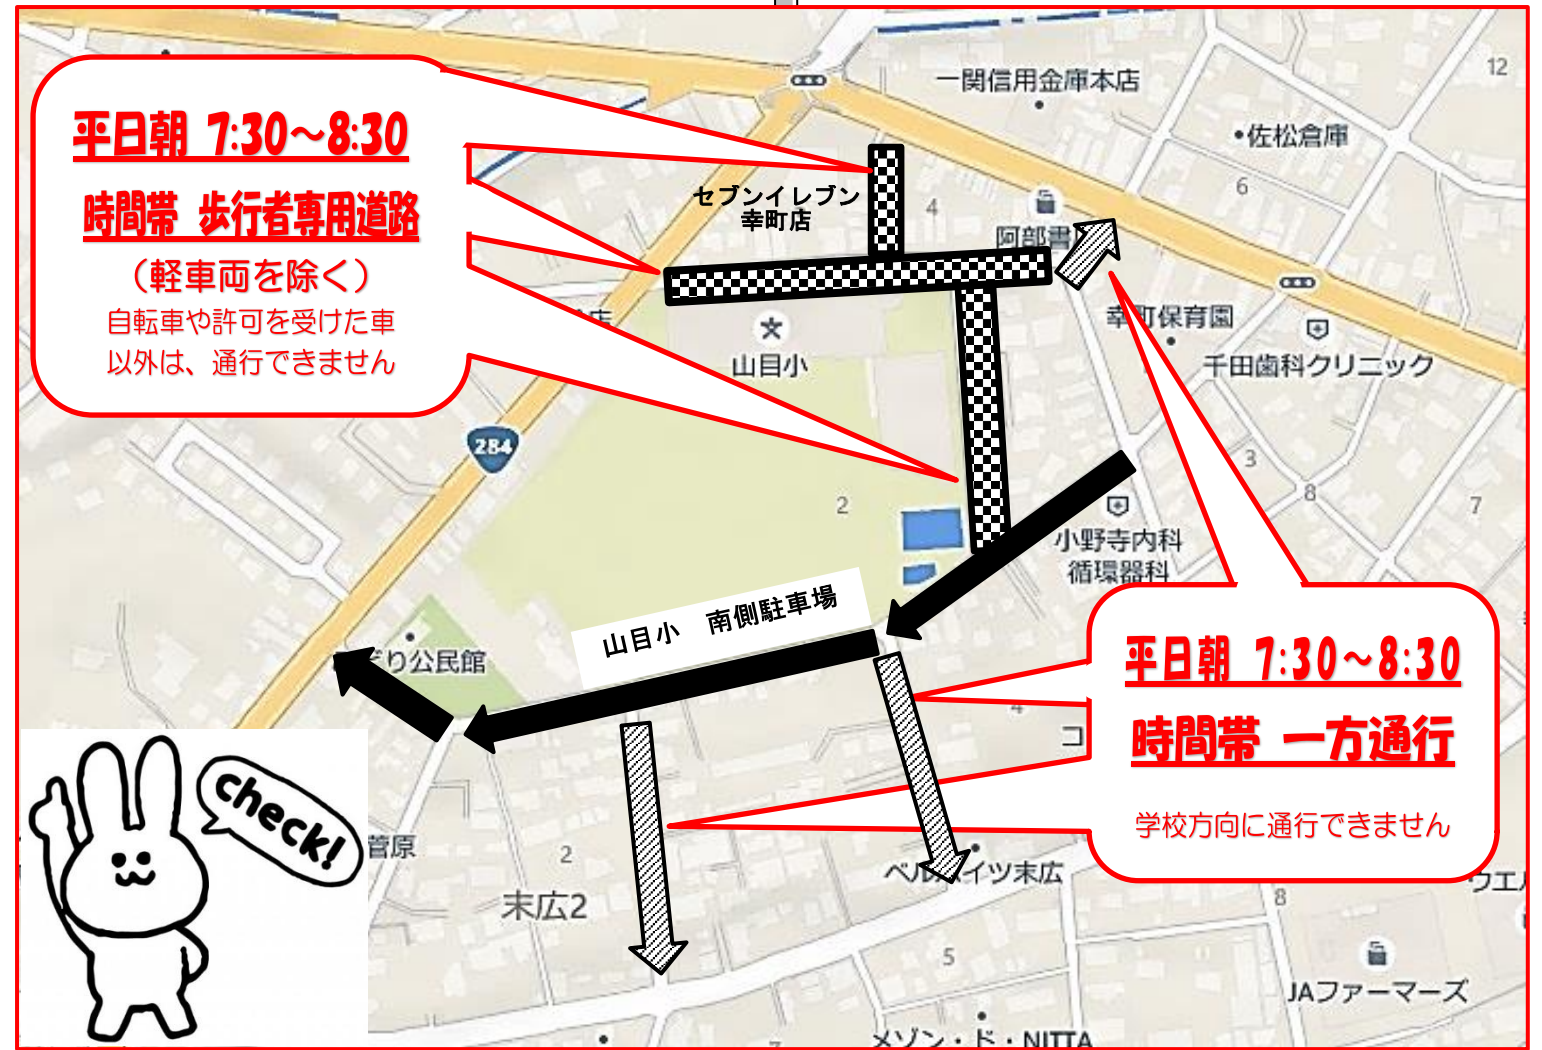 平日朝 7:30～8:30
時間帯 歩行者専用道路
（軽車両を除く）
自転車や許可を受けた車
以外は、通行できません
一関信用金庫本店
12
佐松倉庫
6
セブンイレブン
幸町店
4
阿部書
幸町保育園
千田歯科クリニック
店
山目小
284
3
8
7
2
小野寺内科
循環器科
山目小　南側駐車場
り公民館
平日朝 7:30～8:30
時間帯 一方通行
学校方向に通行できません
4
コ
check!
菅原
2
末広2
ベル
イツ末広
8
ウエル
5
JAファーマーズ
メゾン・ド・NITTA